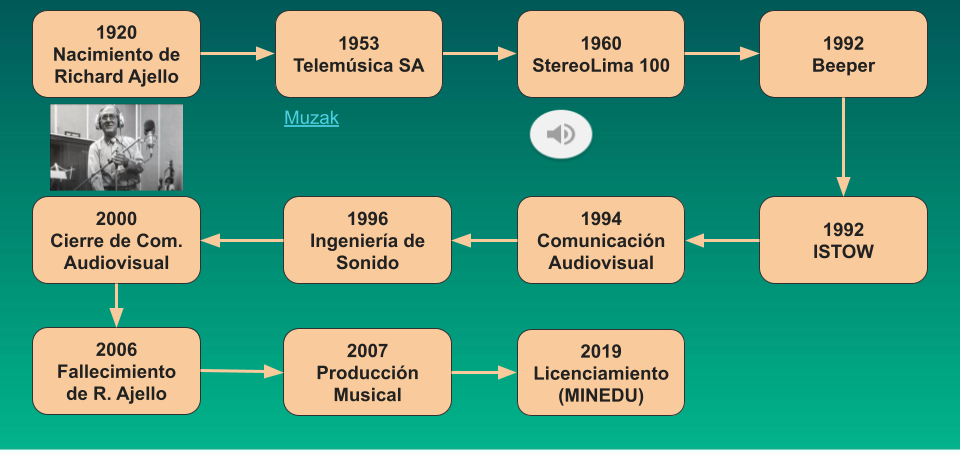 1920
Nacimiento de
Richard Ajello
1953
Telemúsica SA
1960
StereoLima 100
1992
Beeper
Muzak
1992
ISTOW
1994
Comunicación
Audiovisual
1996
Ingeniería de
Sonido
2000
Cierre de Com.
Audiovisual
2006
Fallecimiento
de R. Ajello
2007
Producción
Musical
2019
Licenciamiento
(MINEDU)